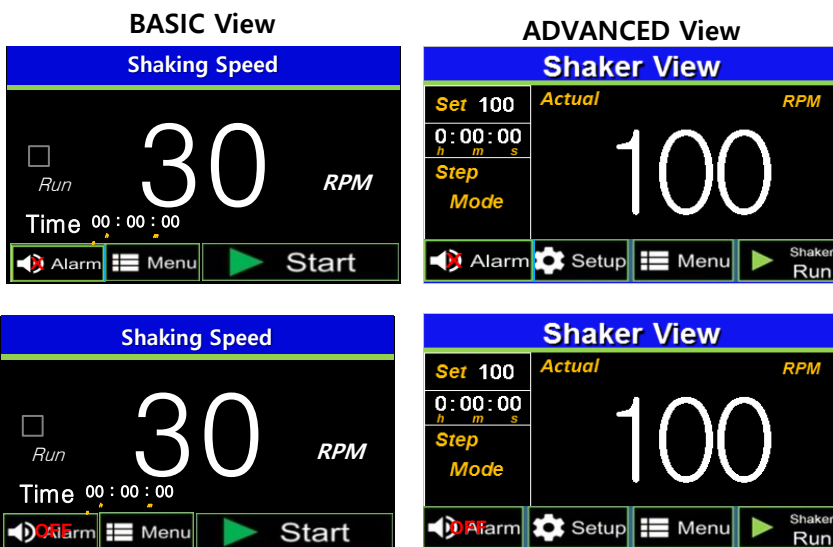 BASIC View
Shaking Speed
30
Run
RPM
Time 00 : 00 : 00
Alarm
Menu
Start
ADVANCED View
Shaker View
Set 100
Actual
RPM
0:00:00
h m s
100
Step
Mode
Alarm
Setup
Menu
Shaker
Run
Shaking Speed
30
Run
RPM
Time 00 : 00 : 00
OFF
Alarm
Menu
Start
Shaker View
Set 100
Actual
RPM
0:00:00
h m s
100
Step
Mode
OFF
Alarm
Setup
Menu
Shaker
Run